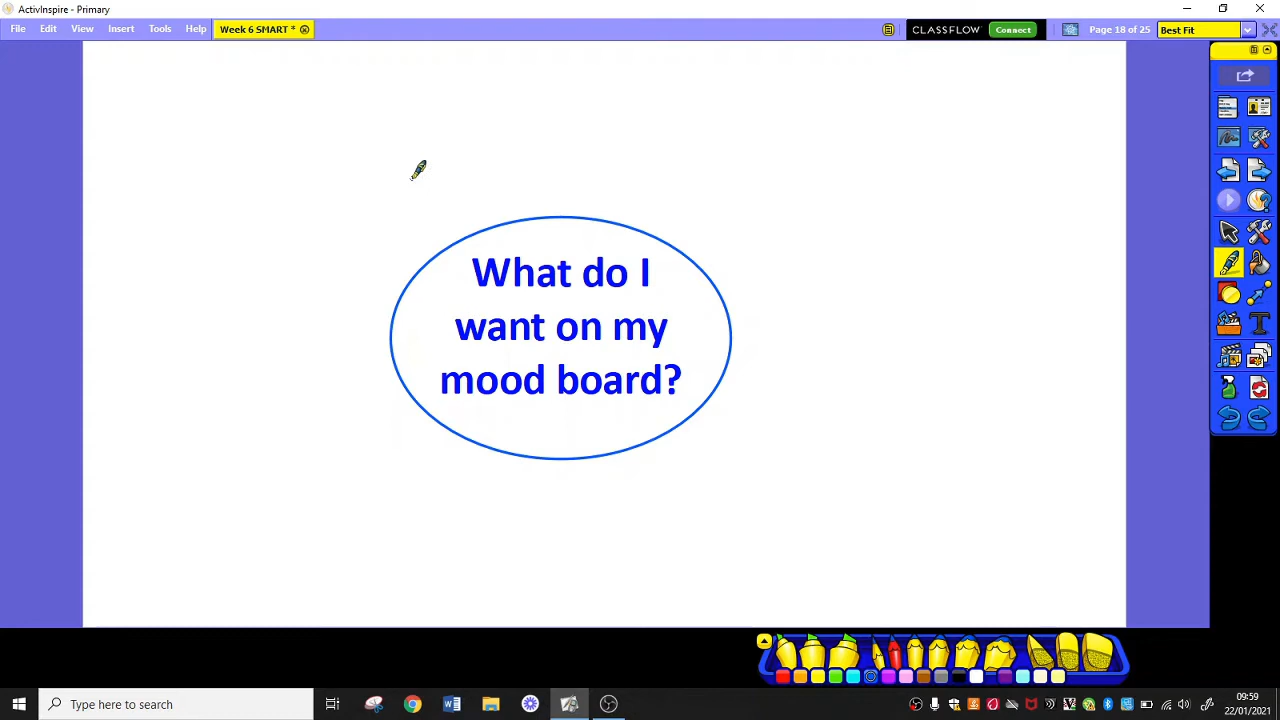 ActivInspire - Primary
File Edit View Insert Tools Help Week 6 SMART * CLASSFLOW Connect Page 18 of 25 Best Fit
What do I
want on my
mood board?
Type here to search
09:59
22/01/2021